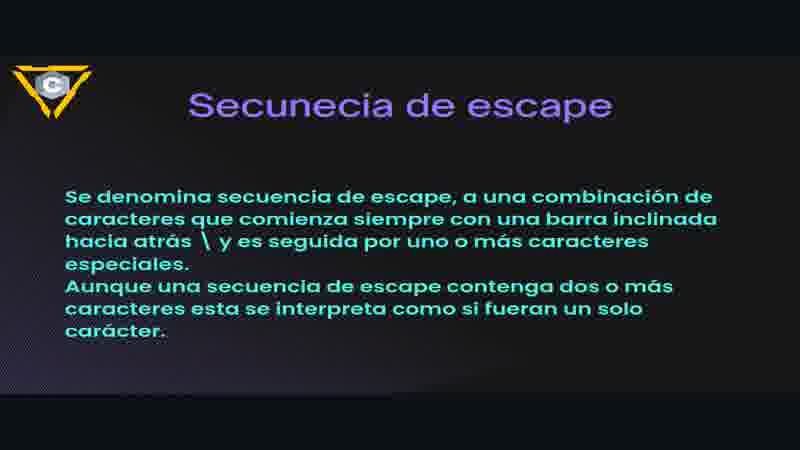 C
Secunecia de escape
Se denomina secuencia de escape, a una combinación de
caracteres que comienza siempre con una barra inclinada
hacia atrás \ y es seguida por uno o más caracteres
especiales.
Aunque una secuencia de escape contenga dos o más
caracteres esta se interpreta como si fueran un solo
carácter.